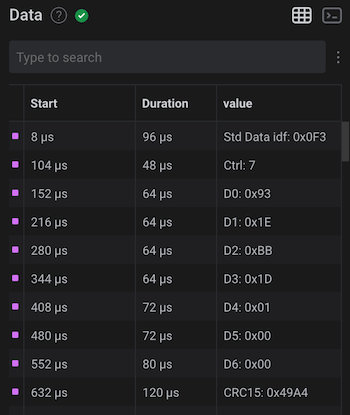 Data
Type to search
Start Duration value
8 μs 96 μs Std Data idf: 0x0F3
104 μs 48 μs Ctrl: 7
152 μs 64 μs D0: 0x93
216 μs 64 μs D1: 0x1E
280 μs 64 μs D2: 0xBB
344 μs 64 μs D3: 0x1D
408 μs 72 μs D4: 0x01
480 μs 72 μs D5: 0x00
552 μs 80 μs D6: 0x00
632 μs 120 μs CRC15: 0x49A4